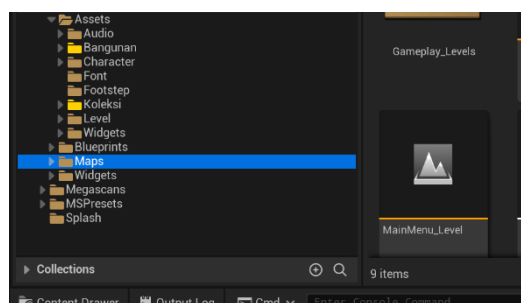 Assets
Audio
Bangunan
Character
Font
Footstep
Koleksi
Level
Widgets
Blueprints
Maps
Widgets
Megascans
MSPresets
Splash
Collections
Gameplay_Levels
MainMenu_Level
9 items
Content Drawer
Output Log
Cmd
Enter Console Command